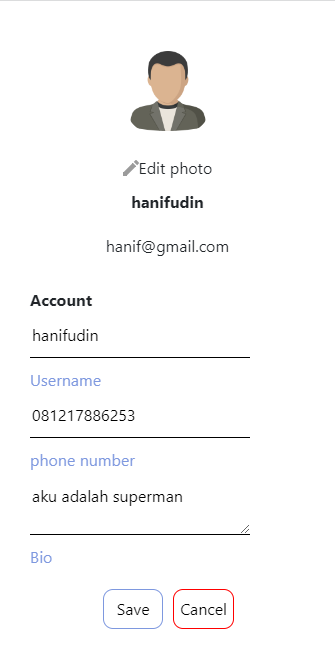 Edit photo
hanifudin
hanif@gmail.com
Account
hanifudin
Username
081217886253
phone number
aku adalah superman
Bio
Save Cancel